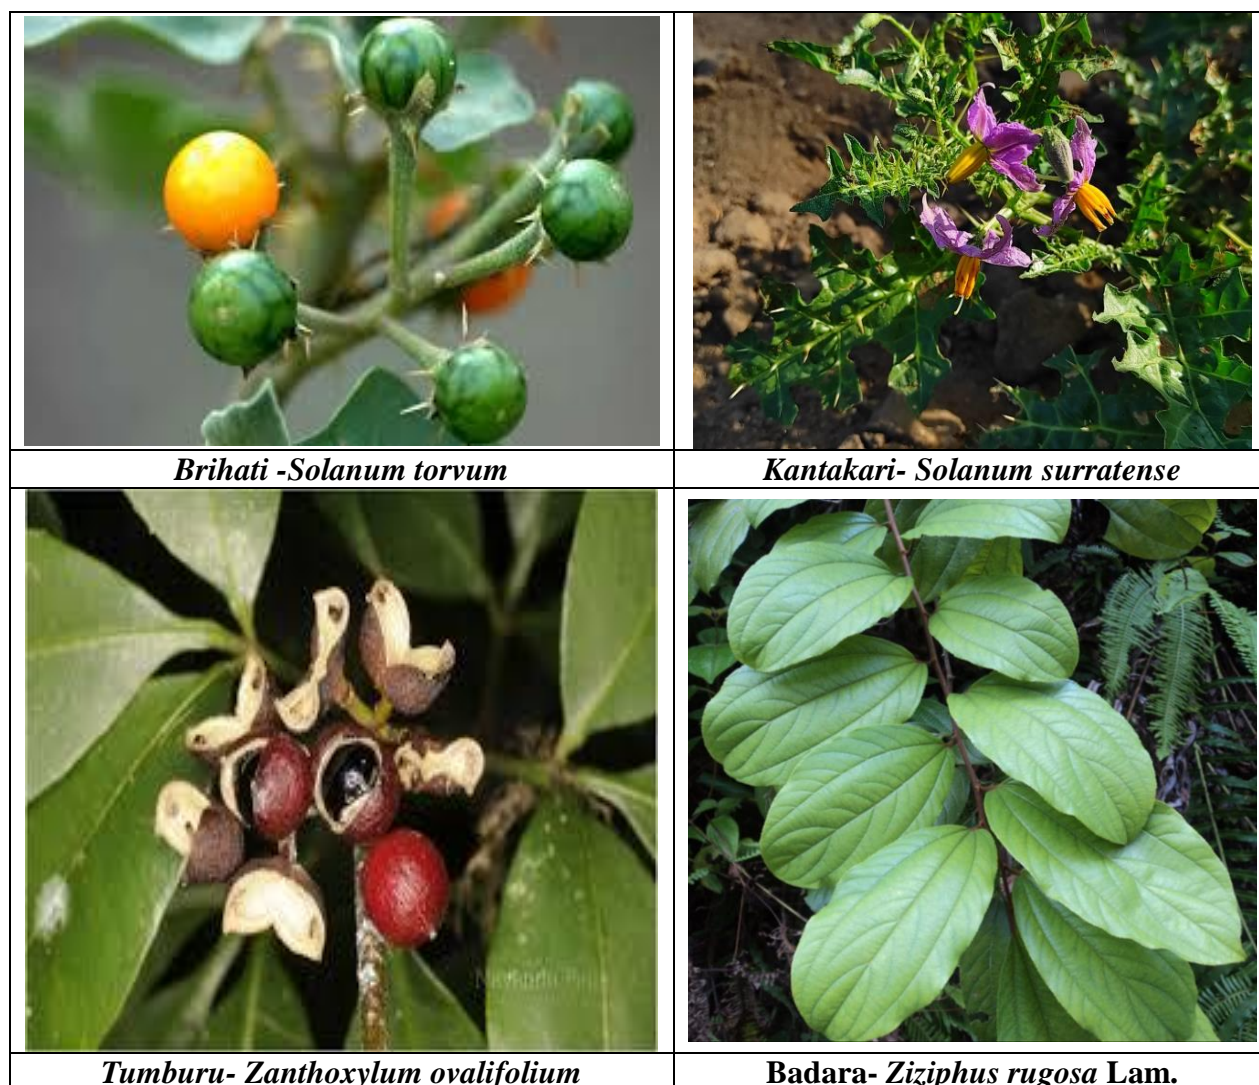 Brihati -Solanum torvum
Kantakari- Solanum surratense
Tumburu- Zanthoxylum ovalifolium
Badara- Ziziphus rugosa Lam.